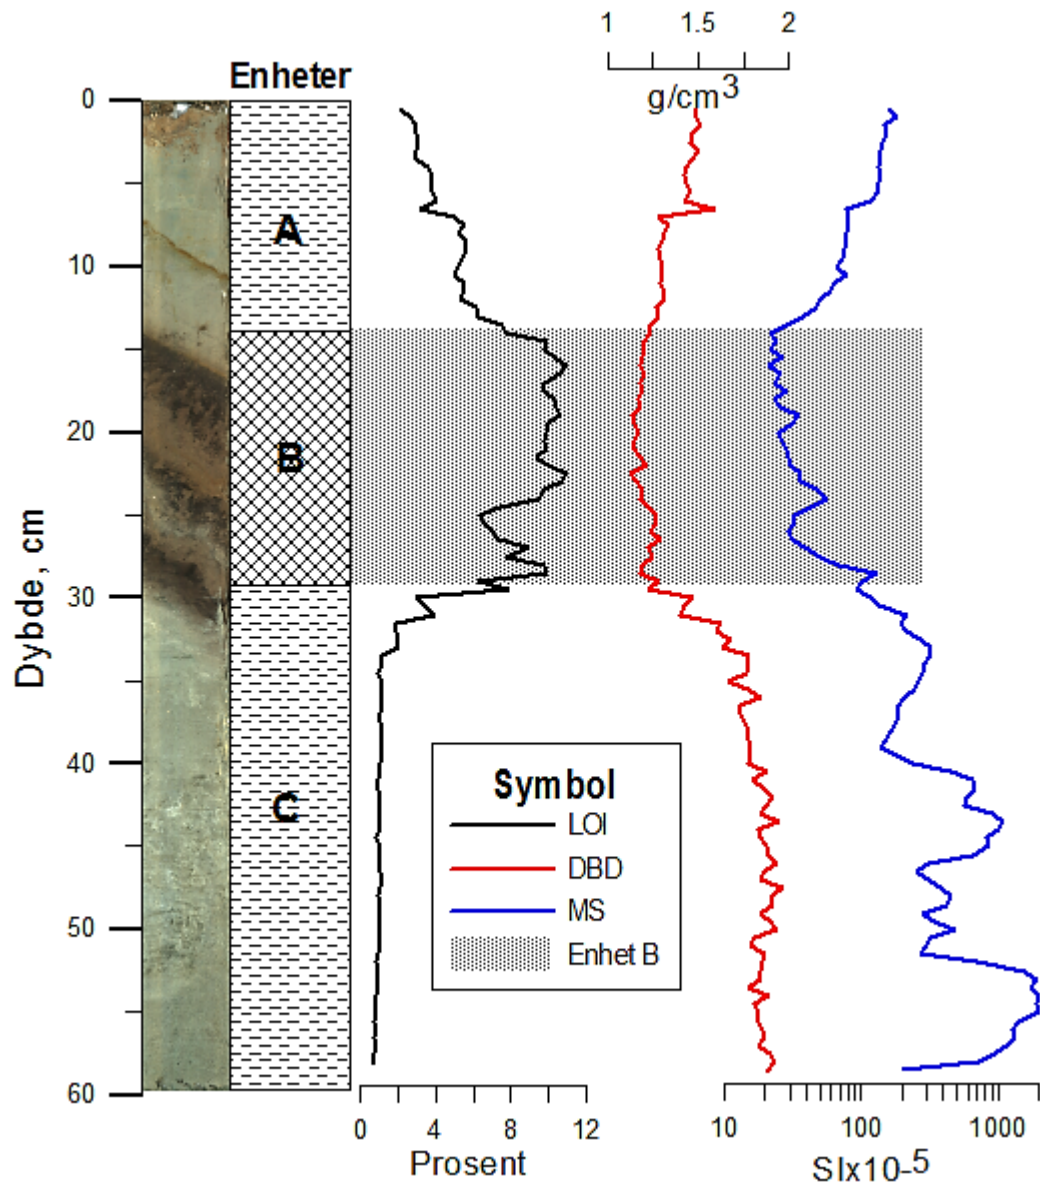 1 1.5 2
g/cm3
Enheter
0
10
20
30
40
50
60
Dybde, cm
A
B
C
Symbol
LOI
DBD
MS
Enhet B
0 4 8 12
Prosent
10 100 1000
SIx10-5